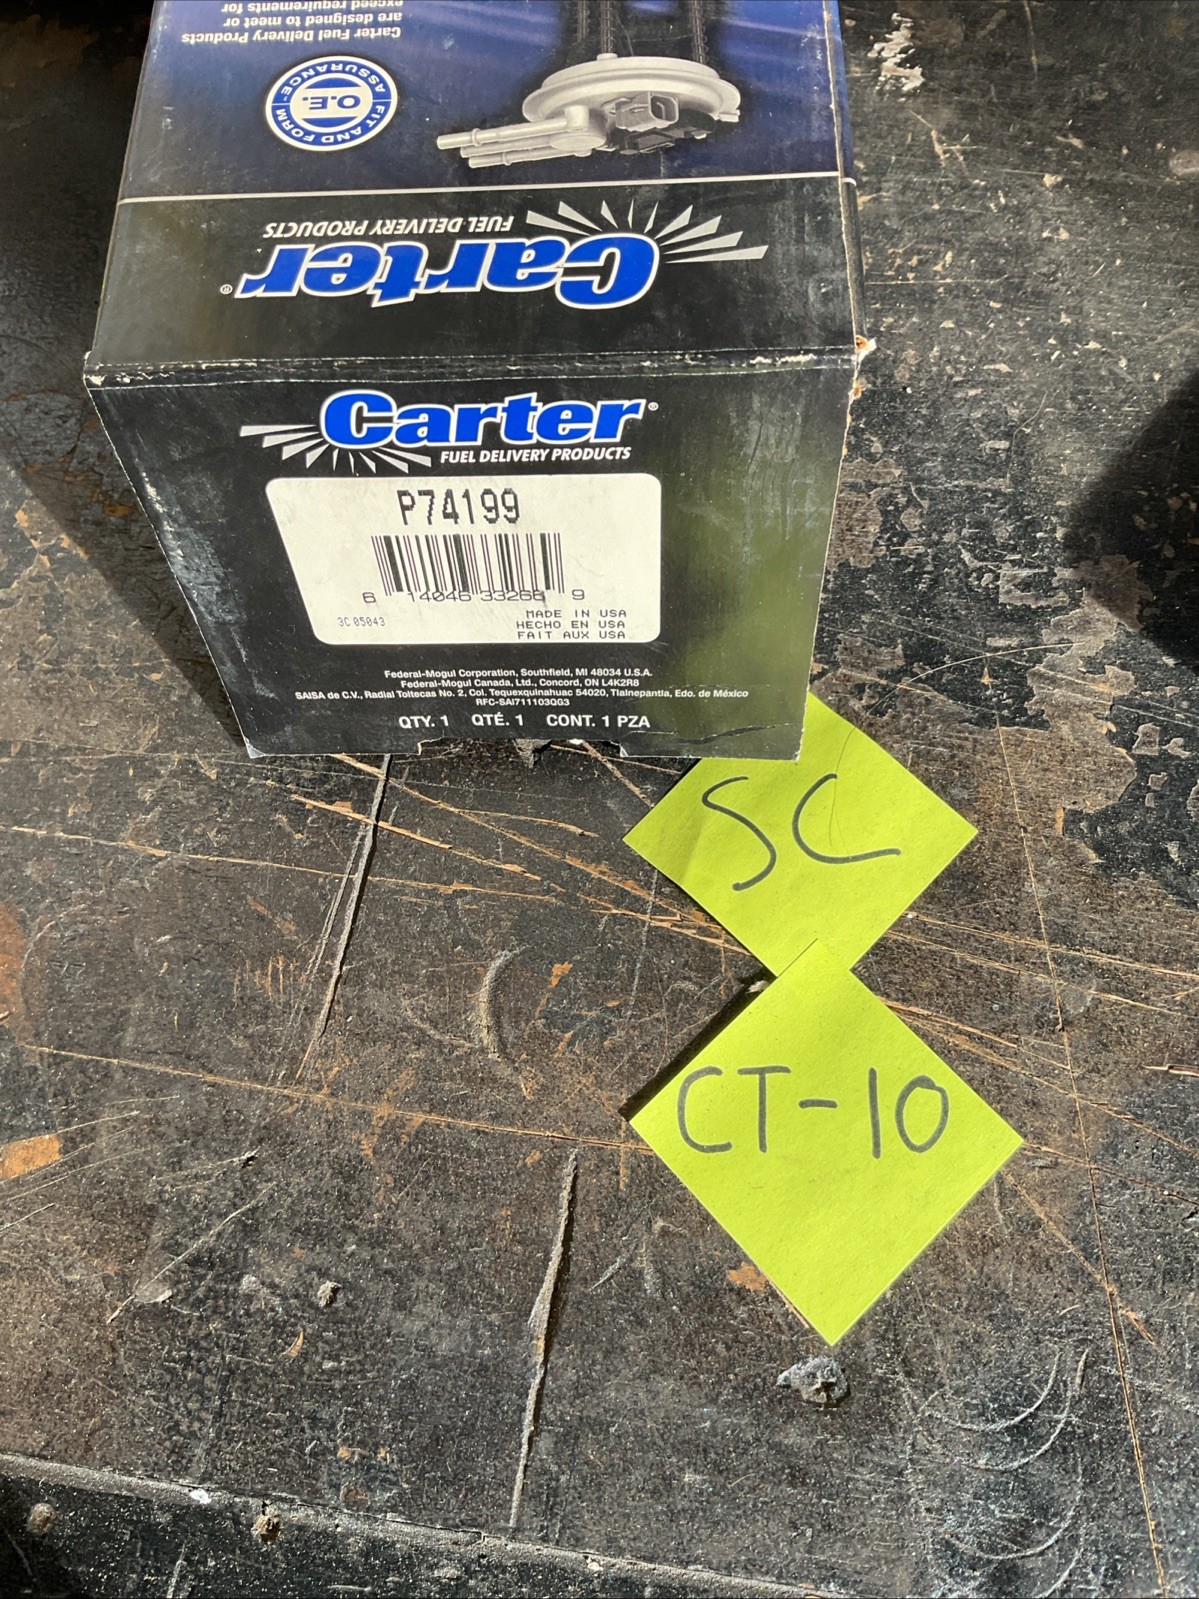 Carter Fuel Delivery Products
are designed to meet or
exceed requirements for
O.E.
FIT AND FORM
ASSURANCE
Carter®
FUEL DELIVERY PRODUCTS
Carter®
FUEL DELIVERY PRODUCTS
P74199
6 14046 33268 9
3C 05043
MADE IN USA
HECHO EN USA
FAIT AUX USA
Federal-Mogul Corporation, Southfield, MI 48034 U.S.A.
Federal-Mogul Canada, Ltd., Concord, ON L4K2R8
SAISA de C.V., Radial Toltecas No. 2, Col. Tequexquinahuac 54020, Tlalnepantla, Edo. de México
RFC-SAI711103QG3
QTY. 1 QTÉ. 1 CONT. 1 PZA
SC
CT-10